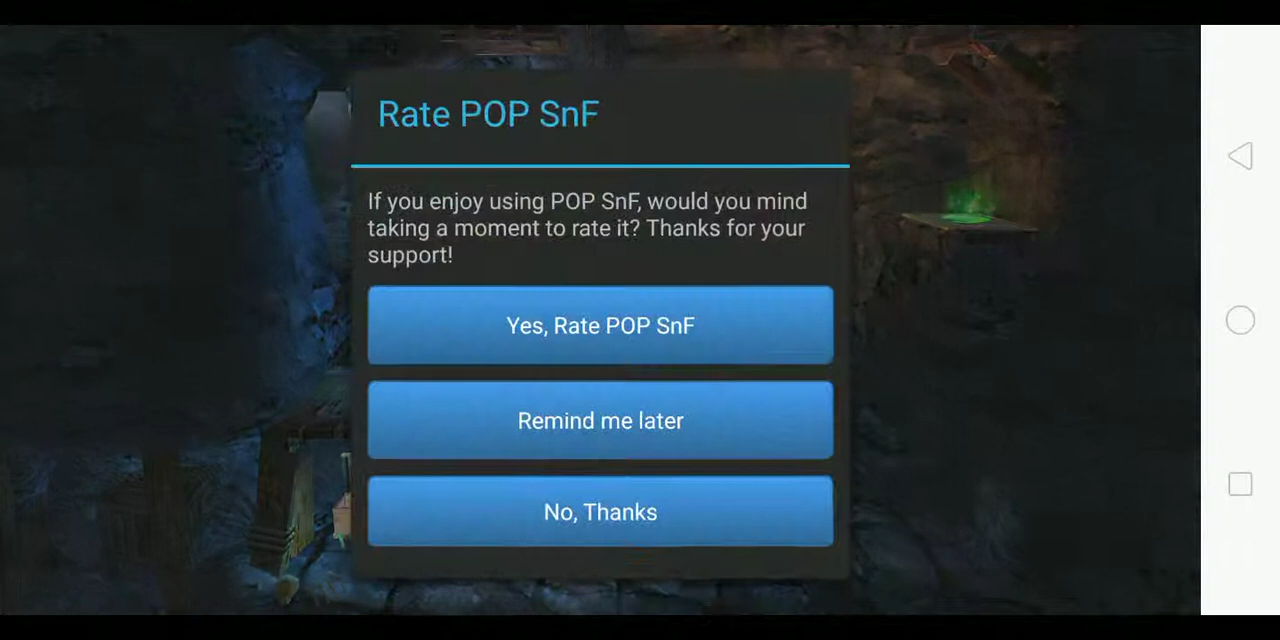 Rate POP SnF
If you enjoy using POP SnF, would you mind
taking a moment to rate it? Thanks for your
support!
Yes, Rate POP SnF
Remind me later
No, Thanks